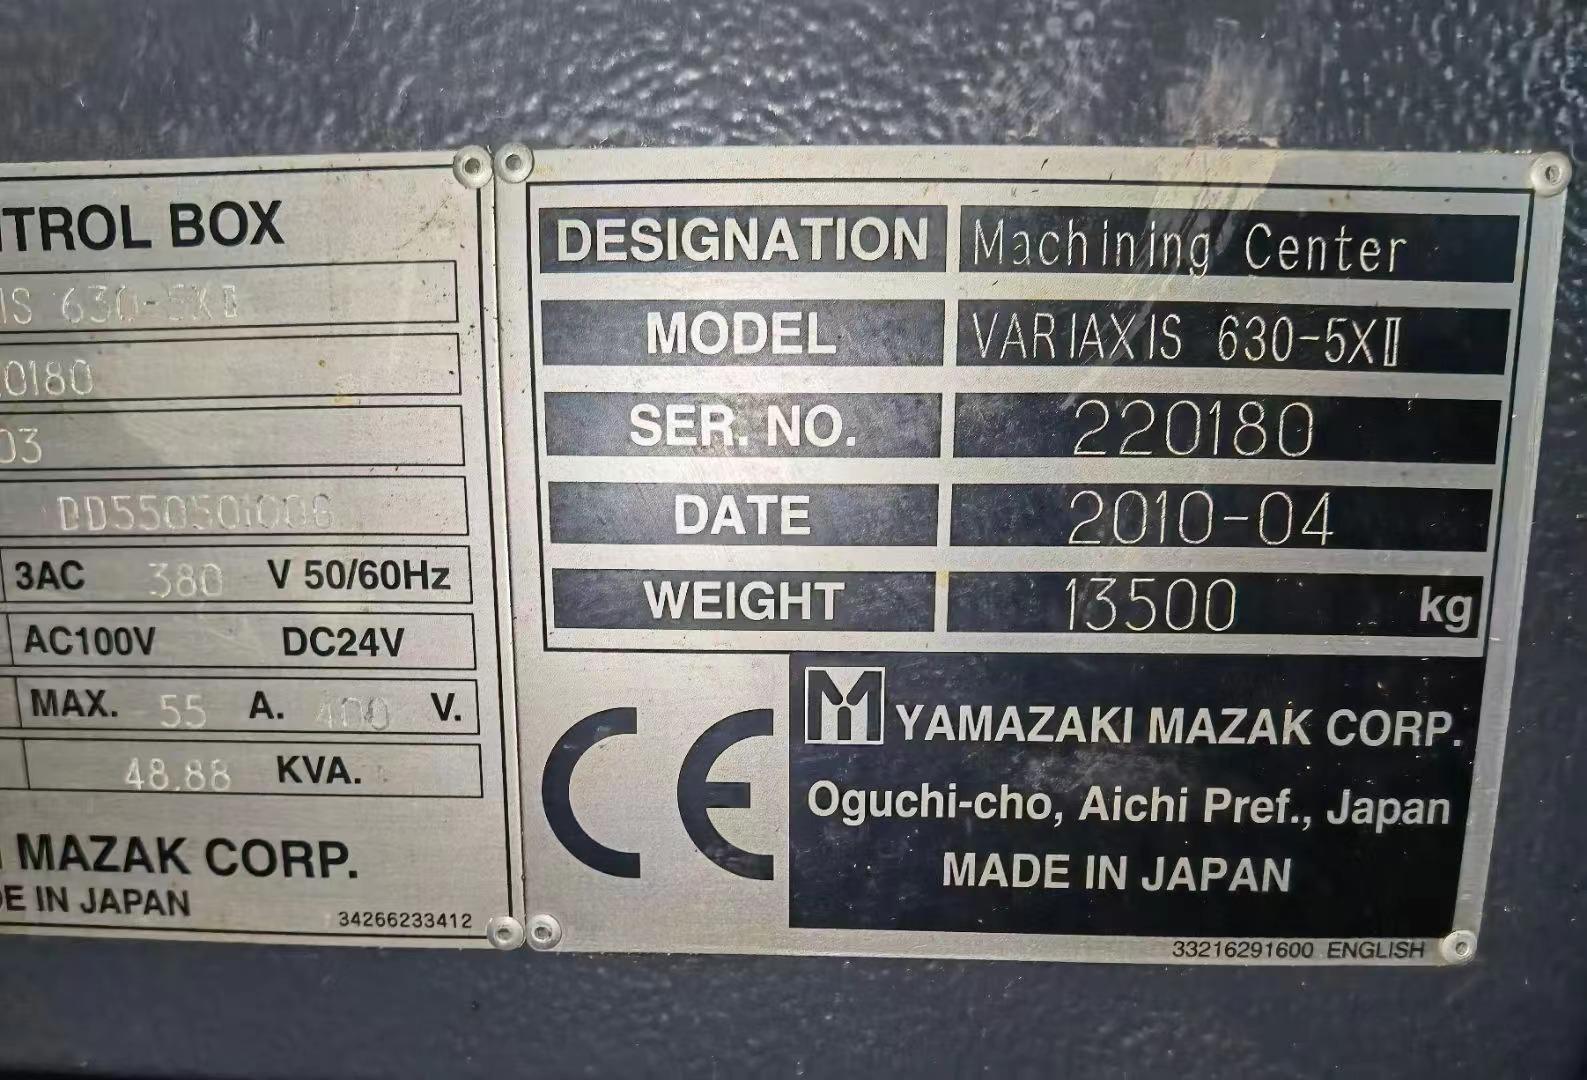 TROL BOX
IS 630-5XⅡ
0180
03
DD550501006
3AC 380 V 50/60Hz
AC100V DC24V
MAX. 55 A. 400 V.
48.88 KVA.
MAZAK CORP.
E IN JAPAN
34266233412
DESIGNATION Machining Center
MODEL VARIAXIS 630-5XⅡ
SER. NO. 220180
DATE 2010-04
WEIGHT 13500 kg
CE
YAMAZAKI MAZAK CORP.
Oguchi-cho, Aichi Pref., Japan
MADE IN JAPAN
33216291600 ENGLISH